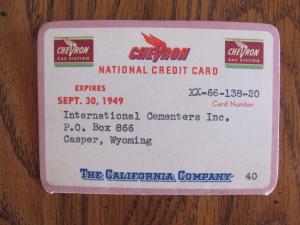 CHEVRON
GAS STATION
CHEVRON
CHEVRON
GAS STATION
NATIONAL CREDIT CARD
EXPIRES
SEPT. 30, 1949
XX-66-138-20
Card Number
International Cementers Inc.
P.O. Box 866
Casper, Wyoming
THE CALIFORNIA COMPANY
40